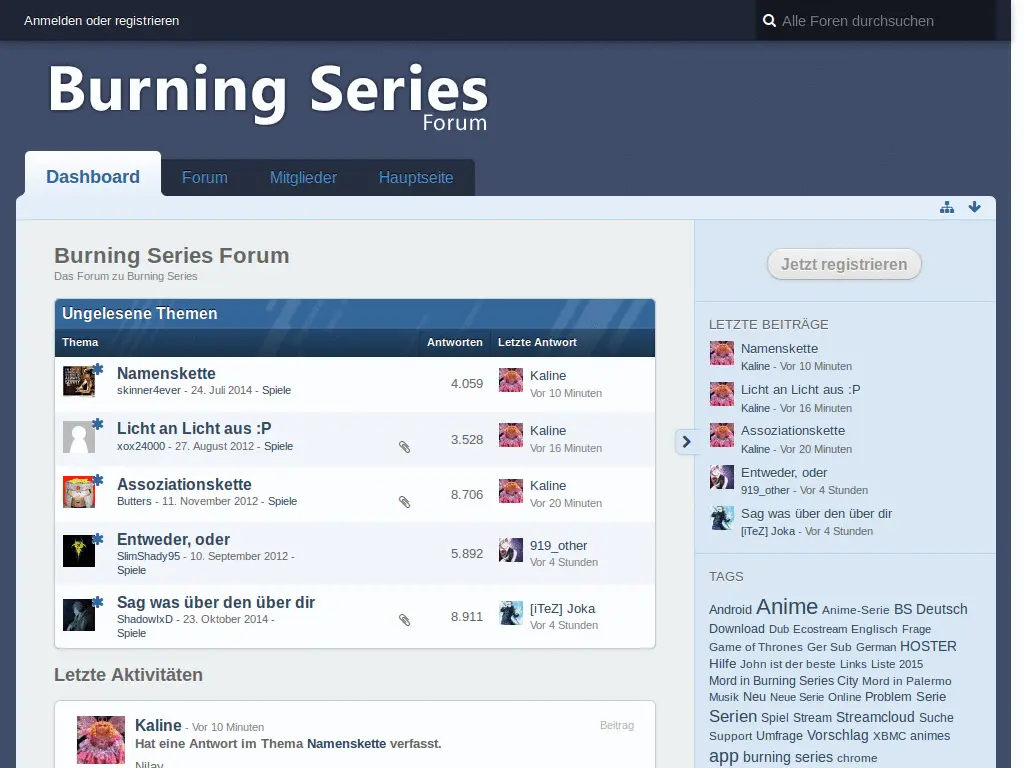 Anmelden oder registrieren
Alle Foren durchsuchen
Burning Series
Forum
Dashboard
Forum
Mitglieder
Hauptseite
Burning Series Forum
Das Forum zu Burning Series
Ungelesene Themen
Thema
Antworten
Letzte Antwort
Namenskette
skinner4ever - 24. Juli 2014 - Spiele
4.059
Kaline
Vor 10 Minuten
Licht an Licht aus :P
xox24000 - 27. August 2012 - Spiele
3.528
Kaline
Vor 16 Minuten
Assoziationskette
Butters - 11. November 2012 - Spiele
8.706
Kaline
Vor 20 Minuten
Entweder, oder
SlimShady95 - 10. September 2012 -
Spiele
5.892
919_other
Vor 4 Stunden
Sag was über den über dir
ShadowIxD - 23. Oktober 2014 -
Spiele
8.911
[iTeZ] Joka
Vor 4 Stunden
Letzte Aktivitäten
Kaline - Vor 10 Minuten
Beitrag
Hat eine Antwort im Thema Namenskette verfasst.
Nilay
Jetzt registrieren
LETZTE BEITRÄGE
Namenskette
Kaline - Vor 10 Minuten
Licht an Licht aus :P
Kaline - Vor 16 Minuten
Assoziationskette
Kaline - Vor 20 Minuten
Entweder, oder
919_other - Vor 4 Stunden
Sag was über den über dir
[iTeZ] Joka - Vor 4 Stunden
TAGS
Android Anime Anime-Serie BS Deutsch
Download Dub Ecostream Englisch Frage
Game of Thrones Ger Sub German HOSTER
Hilfe John ist der beste Links Liste 2015
Mord in Burning Series City Mord in Palermo
Musik Neu Neue Serie Online Problem Serie
Serien Spiel Stream Streamcloud Suche
Support Umfrage Vorschlag XBMC animes
app burning series chrome